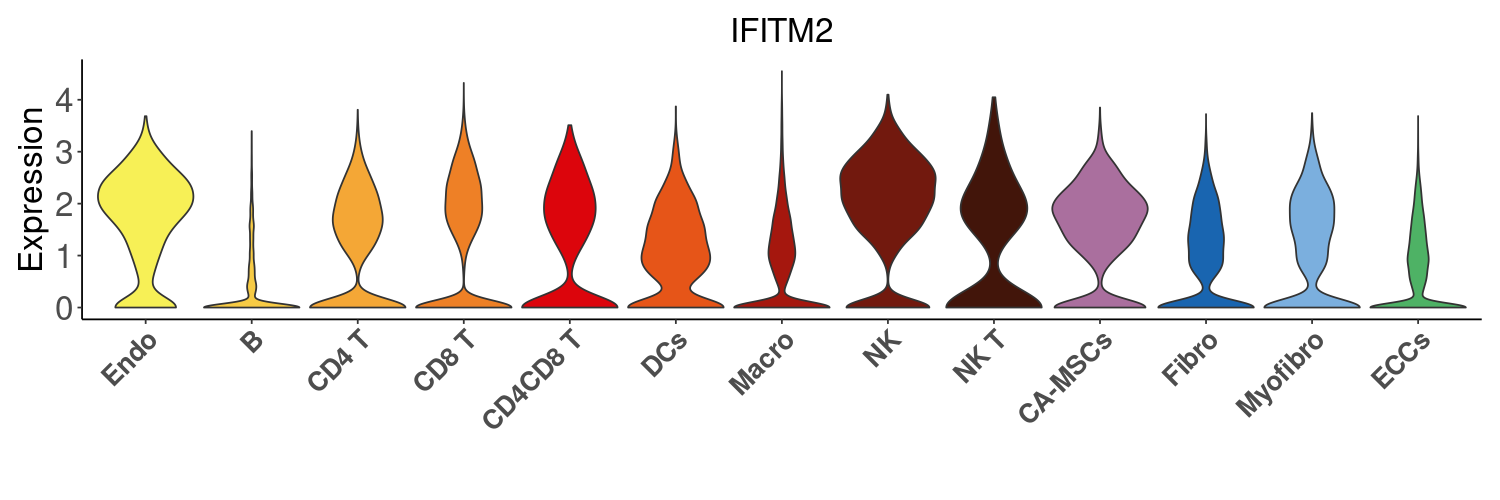 IFITM2
Expression
4
3
2
1
0
Endo
B
CD4 T
CD8 T
CD4CD8 T
DCs
Macro
NK
NK T
CA-MSCs
Fibro
Myofibro
ECCs